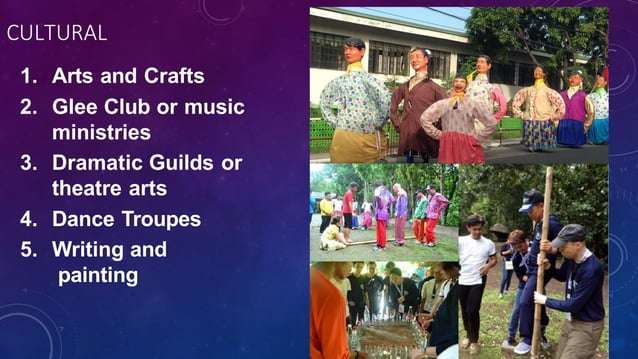 CULTURAL
1. Arts and Crafts
2. Glee Club or music
ministries
3. Dramatic Guilds or
theatre arts
4. Dance Troupes
5. Writing and
painting